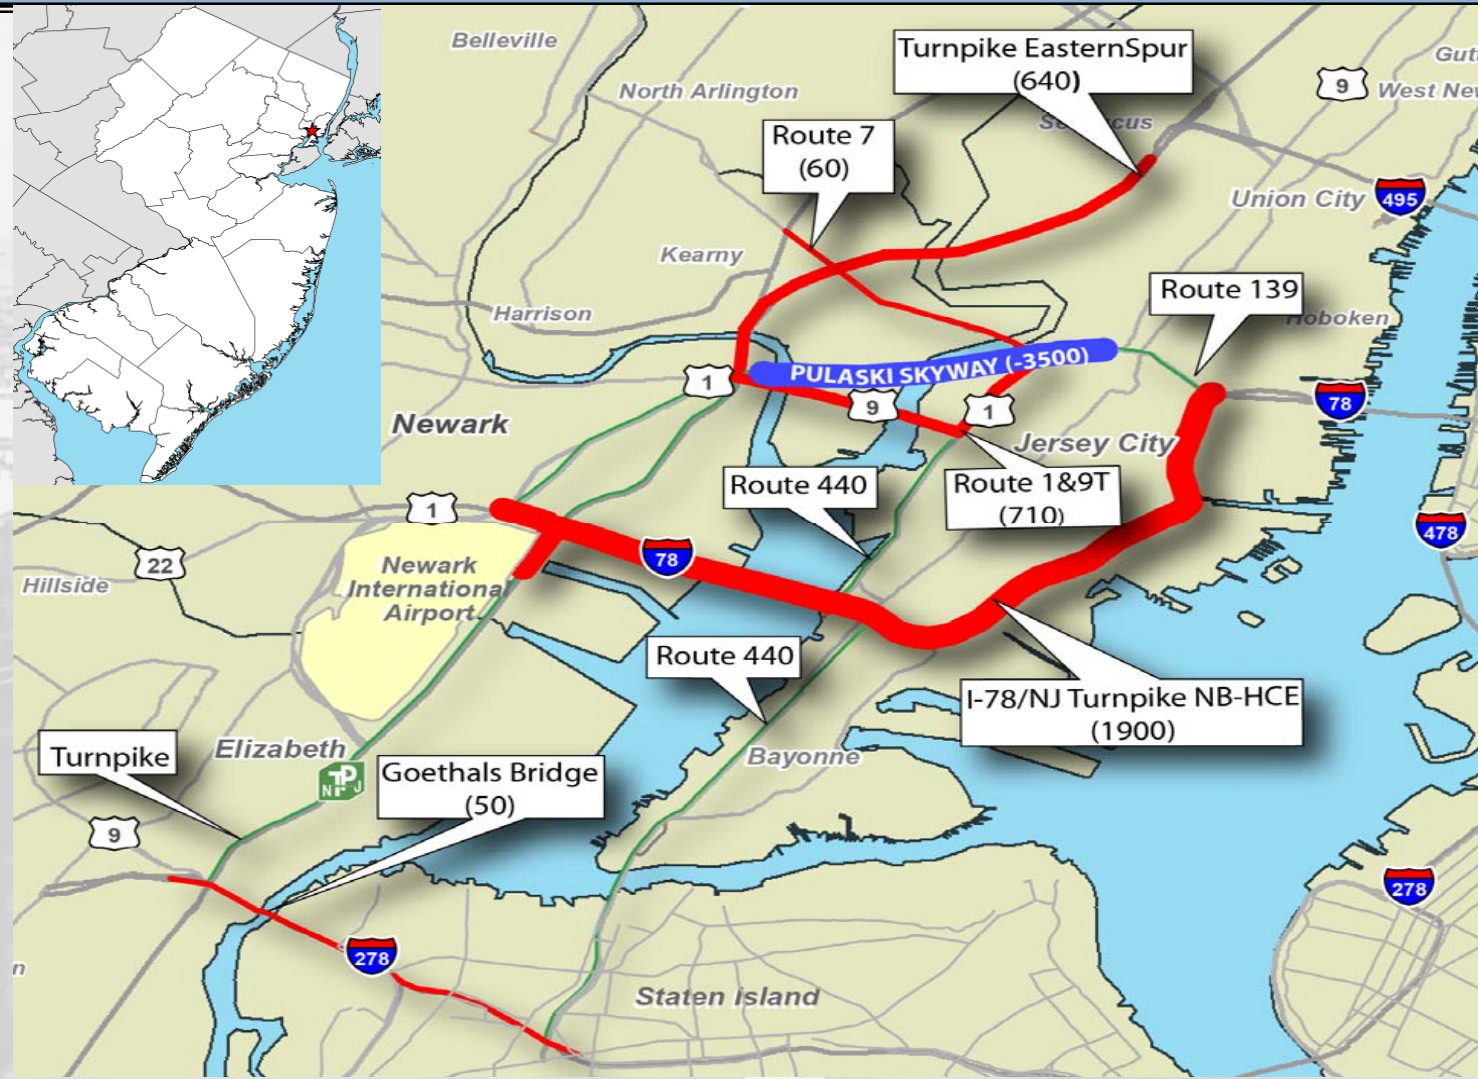 Belleville
Turnpike EasternSpur
(640)
9
Gut
West New
North Arlington
Route 7
(60)
Union City
495
Kearny
Route 139
Harrison
Hoboken
PULASKI SKYWAY (-3500)
1
9
1
78
Newark
Jersey City
Route 440
Route 1&9T
(710)
1
478
22
78
Hillside
Newark
International
Airport
Route 440
I-78/NJ Turnpike NB-HCE
(1900)
Turnpike
Elizabeth
Bayonne
TP
N J
Goethals Bridge
(50)
9
278
278
n
Staten Island